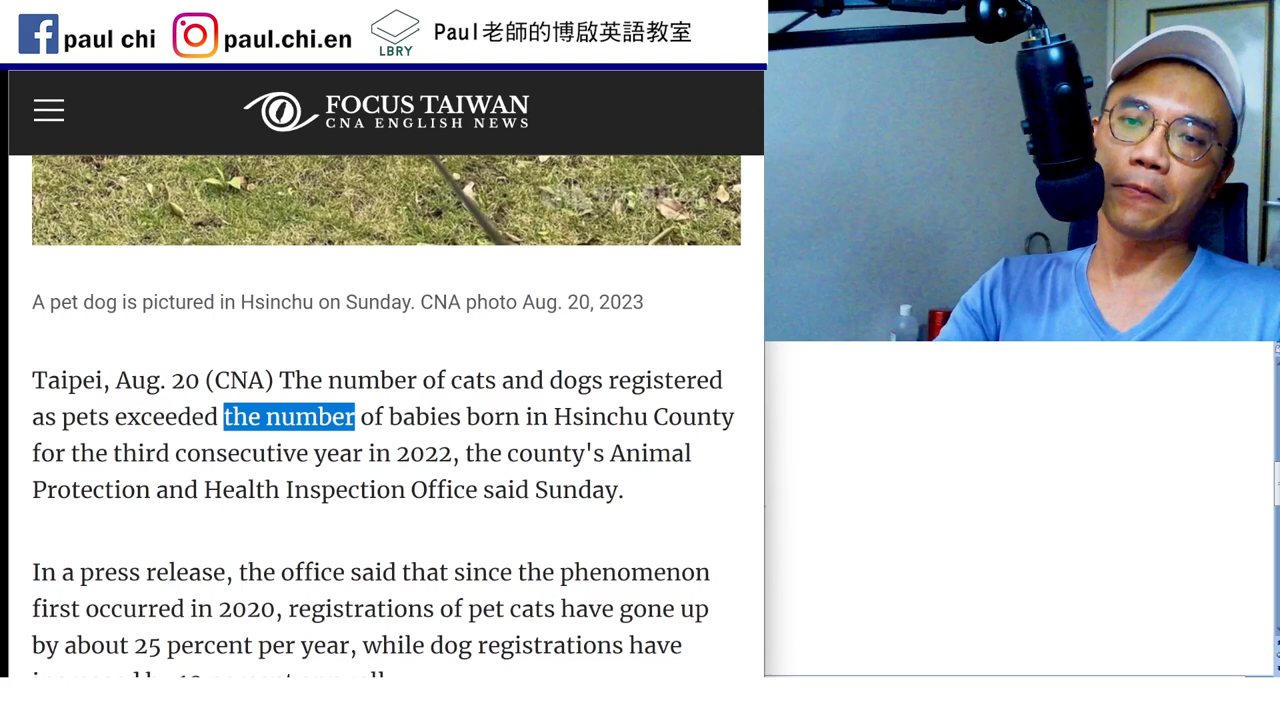 paul chi
paul.chi.en
LBRY
Paul老師的博啟英語教室
FOCUS TAIWAN
CNA ENGLISH NEWS
A pet dog is pictured in Hsinchu on Sunday. CNA photo Aug. 20, 2023
Taipei, Aug. 20 (CNA) The number of cats and dogs registered
as pets exceeded the number of babies born in Hsinchu County
for the third consecutive year in 2022, the county's Animal
Protection and Health Inspection Office said Sunday.
In a press release, the office said that since the phenomenon
first occurred in 2020, registrations of pet cats have gone up
by about 25 percent per year, while dog registrations have